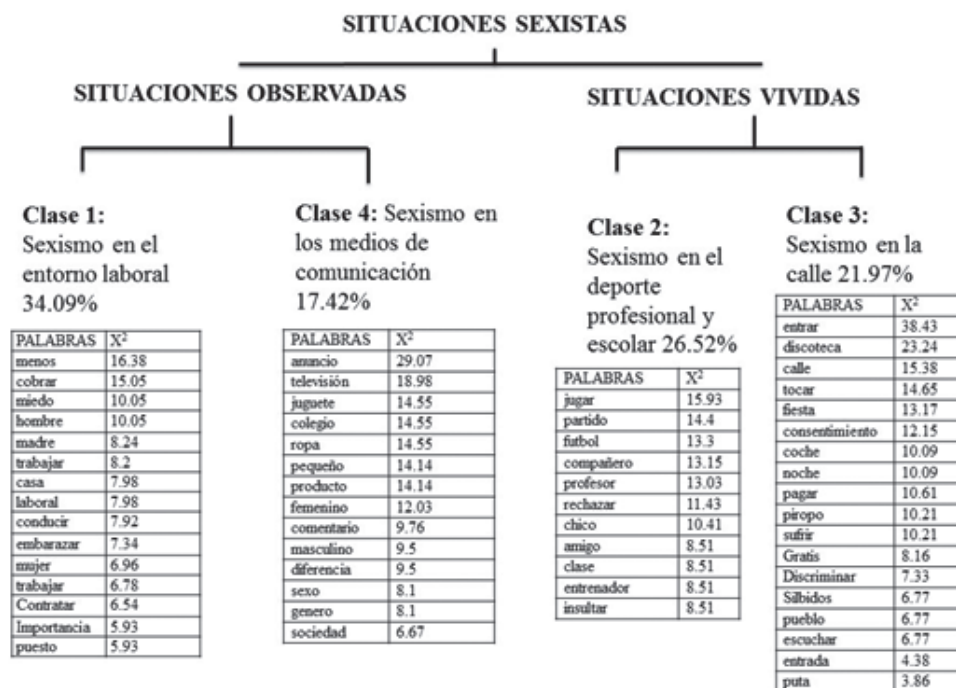 SITUACIONES SEXISTAS
SITUACIONES OBSERVADAS
Clase 1:
Sexismo en el
entorno laboral
34.09%
PALABRAS X²
menos 16.38
cobrar 15.05
miedo 10.05
hombre 10.05
madre 8.24
trabajar 8.2
casa 7.98
laboral 7.98
conducir 7.92
embarazar 7.34
mujer 6.96
trabajar 6.78
Contratar 6.54
Importancia 5.93
puesto 5.93
Clase 4: Sexismo en
los medios de
comunicación
17.42%
PALABRAS X²
anuncio 29.07
televisión 18.98
juguete 14.55
colegio 14.55
ropa 14.55
pequeño 14.14
producto 14.14
femenino 12.03
comentario 9.76
masculino 9.5
diferencia 9.5
sexo 8.1
genero 8.1
sociedad 6.67
SITUACIONES VIVIDAS
Clase 2:
Sexismo en el
deporte
profesional y
escolar 26.52%
PALABRAS X²
jugar 15.93
partido 14.4
futbol 13.3
compañero 13.15
profesor 13.03
rechazar 11.43
chico 10.41
amigo 8.51
clase 8.51
entrenador 8.51
insultar 8.51
Clase 3:
Sexismo en la
calle 21.97%
PALABRAS X²
entrar 38.43
discoteca 23.24
calle 15.38
tocar 14.65
fiesta 13.17
consentimiento 12.15
coche 10.09
noche 10.09
pagar 10.61
piropo 10.21
sufrir 10.21
Gratis 8.16
Discriminar 7.33
Silbidos 6.77
pueblo 6.77
escuchar 6.77
entrada 4.38
puta 3.86